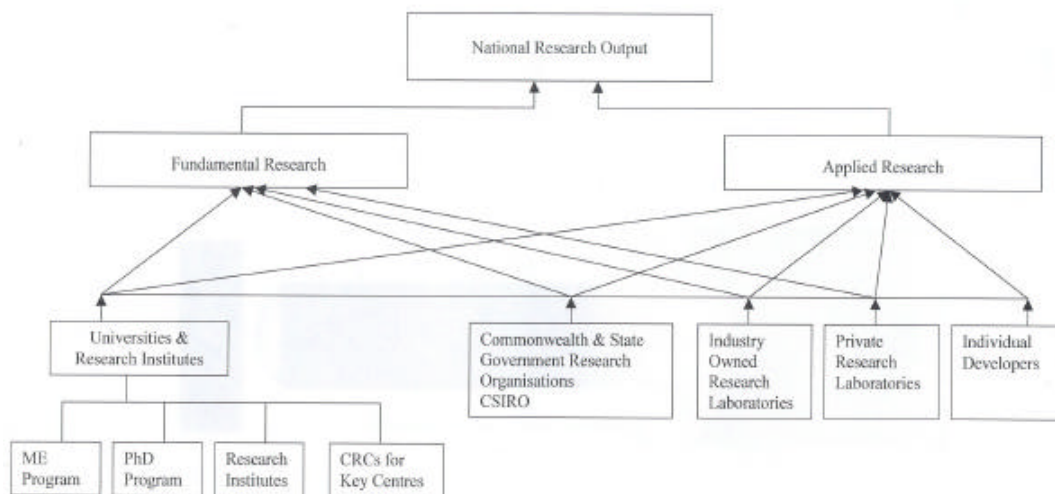 National Research Output
Fundamental Research
Applied Research
Universities &
Research Institutes
Commonwealth & State
Government Research
Organisations
CSIRO
Industry
Owned
Research
Laboratories
Private
Research
Laboratories
Individual
Developers
ME
Program
PhD
Program
Research
Institutes
CRCs for
Key Centres